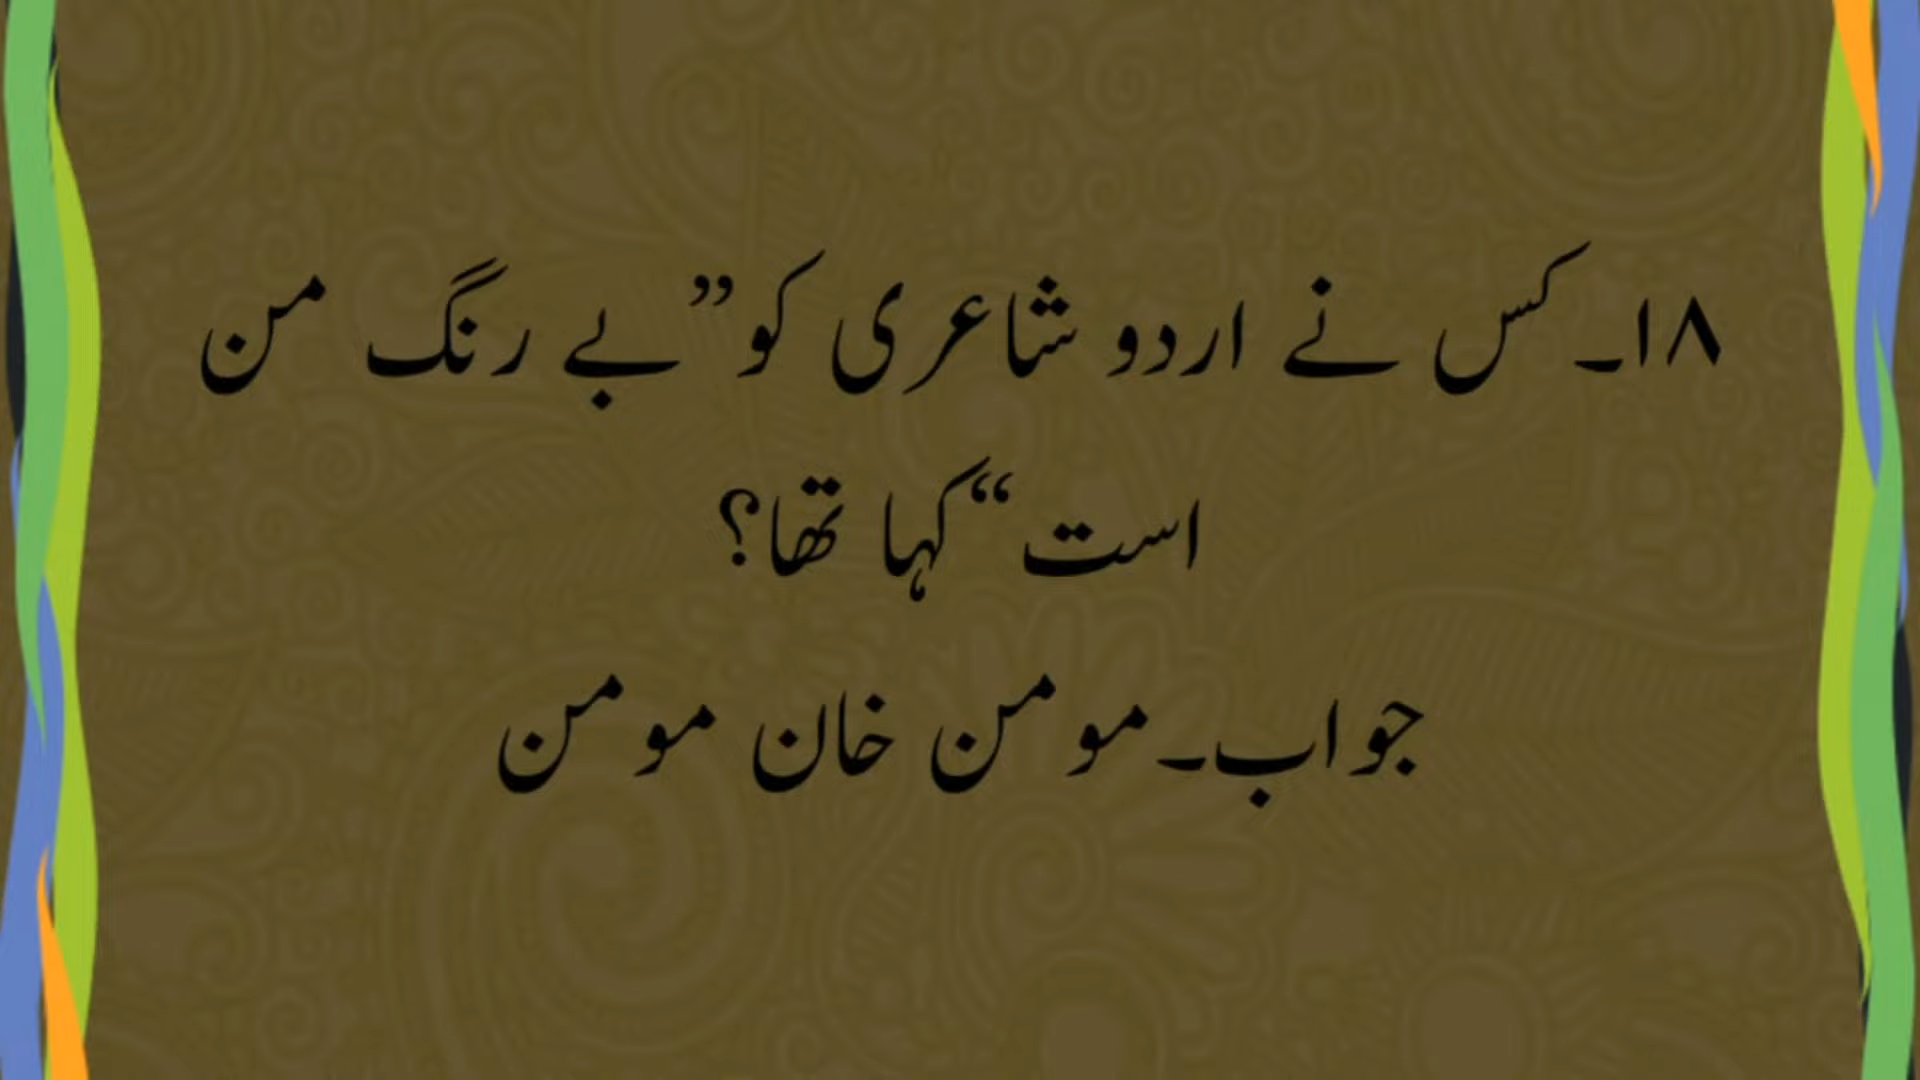 ۱۸۔کس نے اردو شاعری کو”بے رنگ من
است“کہا تھا؟
جواب۔مومن خان مومن